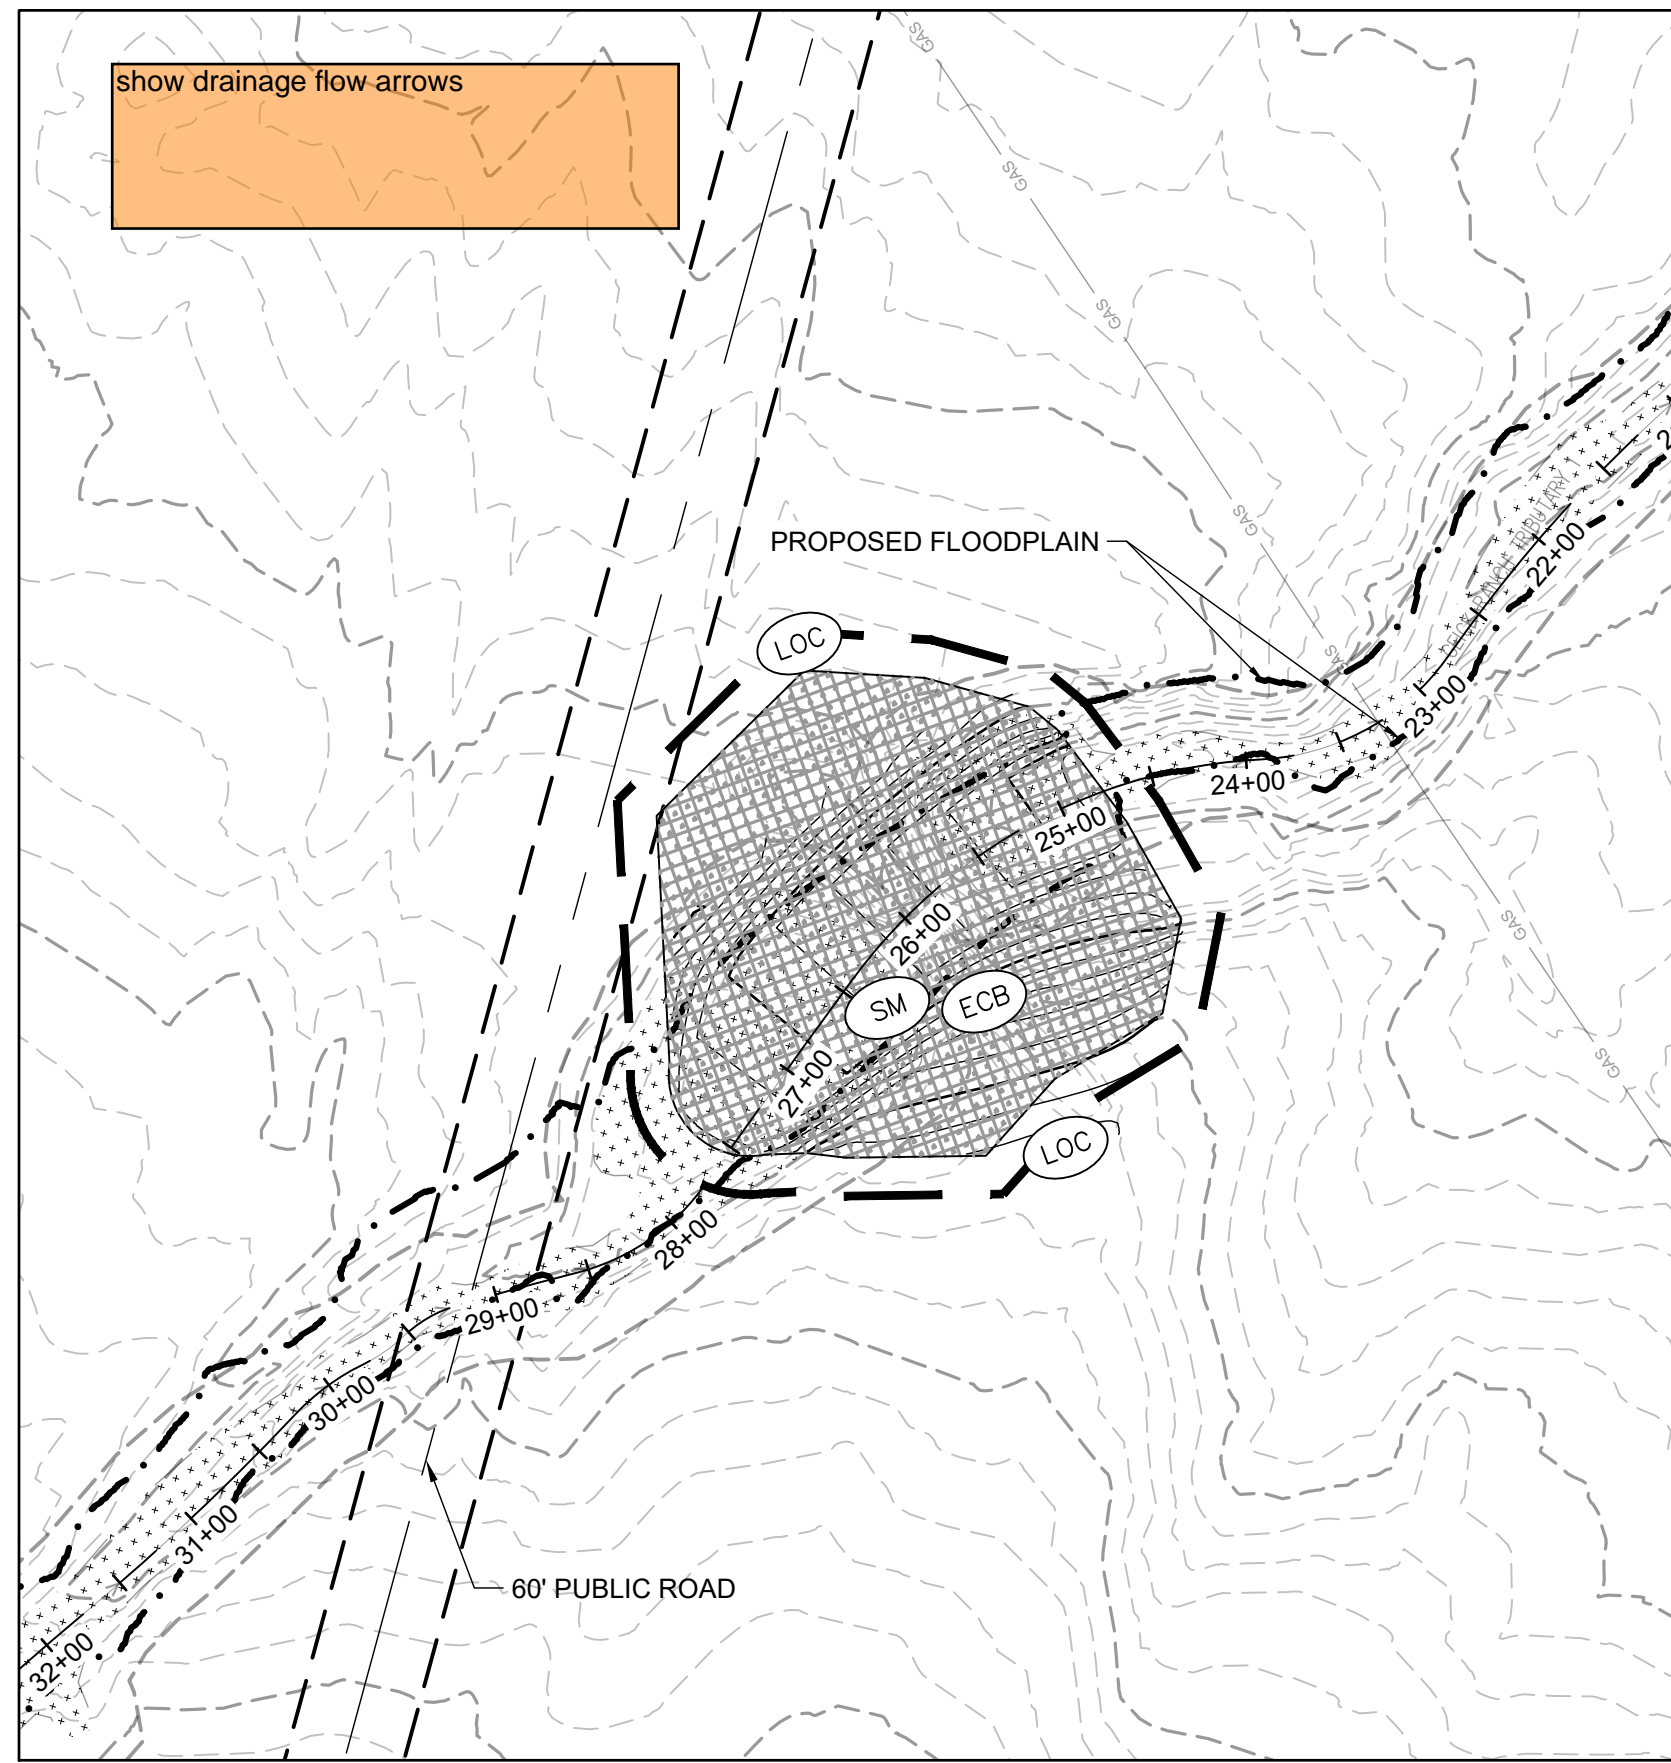 show drainage flow arrows
GAS
GAS
GAS
GAS
GAS
GAS
GAS
PROPOSED FLOODPLAIN
TRIBUTARY
22+00
23+00
24+00
25+00
26+00
27+00
28+00
29+00
30+00
31+00
32+00
LOC
SM
ECB
LOC
60' PUBLIC ROAD